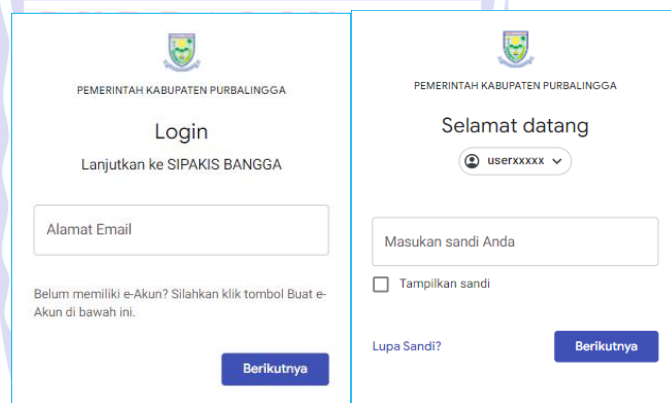 PEMERINTAH KABUPATEN PURBALINGGA
Login
Lanjutkan ke SIPAKIS BANGGA
Alamat Email
Belum memiliki e-Akun? Silahkan klik tombol Buat e-
Akun di bawah ini.
Berikutnya
PEMERINTAH KABUPATEN PURBALINGGA
Selamat datang
userxxxxx
Masukan sandi Anda
Tampilkan sandi
Lupa Sandi?
Berikutnya